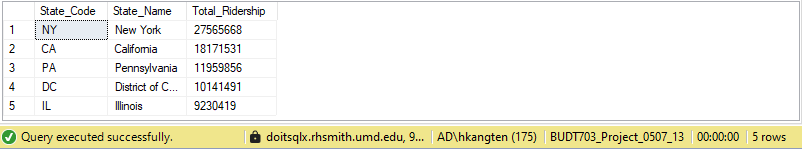 State_Code State_Name Total_Ridership
1 NY New York 27565668
2 CA California 18171531
3 PA Pennsylvania 11959856
4 DC District of C... 10141491
5 IL Illinois 9230419
Query executed successfully. doitsqlx.rhsmith.umd.edu, 9... AD\hkangten (175) BUDT703_Project_0507_13 00:00:00 5 rows